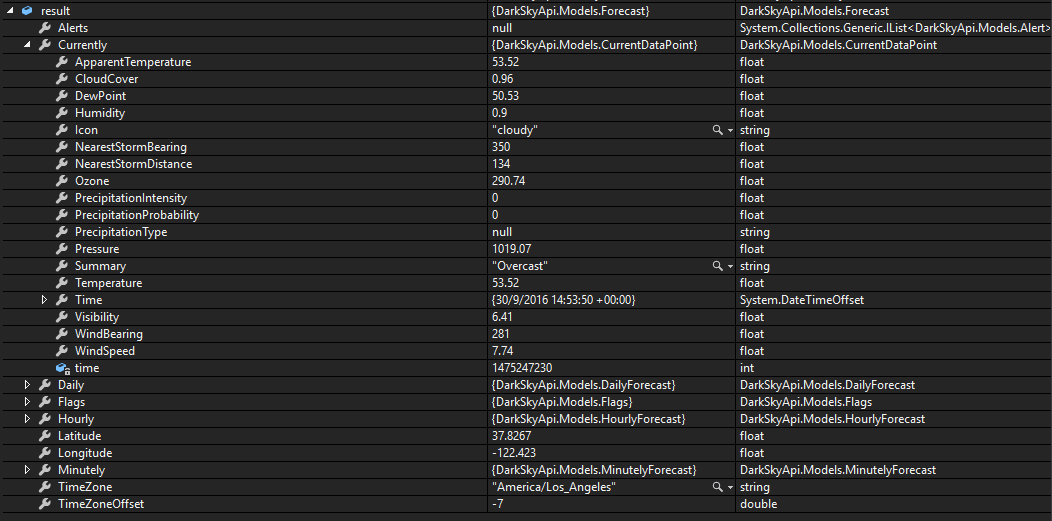 result {DarkSkyApi.Models.Forecast} DarkSkyApi.Models.Forecast
Alerts null System.Collections.Generic.IList<DarkSkyApi.Models.Alert>
Currently {DarkSkyApi.Models.CurrentDataPoint} DarkSkyApi.Models.CurrentDataPoint
ApparentTemperature 53.52 float
CloudCover 0.96 float
DewPoint 50.53 float
Humidity 0.9 float
Icon "cloudy" string
NearestStormBearing 350 float
NearestStormDistance 134 float
Ozone 290.74 float
PrecipitationIntensity 0 float
PrecipitationProbability 0 float
PrecipitationType null string
Pressure 1019.07 float
Summary "Overcast" string
Temperature 53.52 float
Time {30/9/2016 14:53:50 +00:00} System.DateTimeOffset
Visibility 6.41 float
WindBearing 281 float
WindSpeed 7.74 float
time 1475247230 int
Daily {DarkSkyApi.Models.DailyForecast} DarkSkyApi.Models.DailyForecast
Flags {DarkSkyApi.Models.Flags} DarkSkyApi.Models.Flags
Hourly {DarkSkyApi.Models.HourlyForecast} DarkSkyApi.Models.HourlyForecast
Latitude 37.8267 float
Longitude -122.423 float
Minutely {DarkSkyApi.Models.MinutelyForecast} DarkSkyApi.Models.MinutelyForecast
TimeZone "America/Los_Angeles" string
TimeZoneOffset -7 double